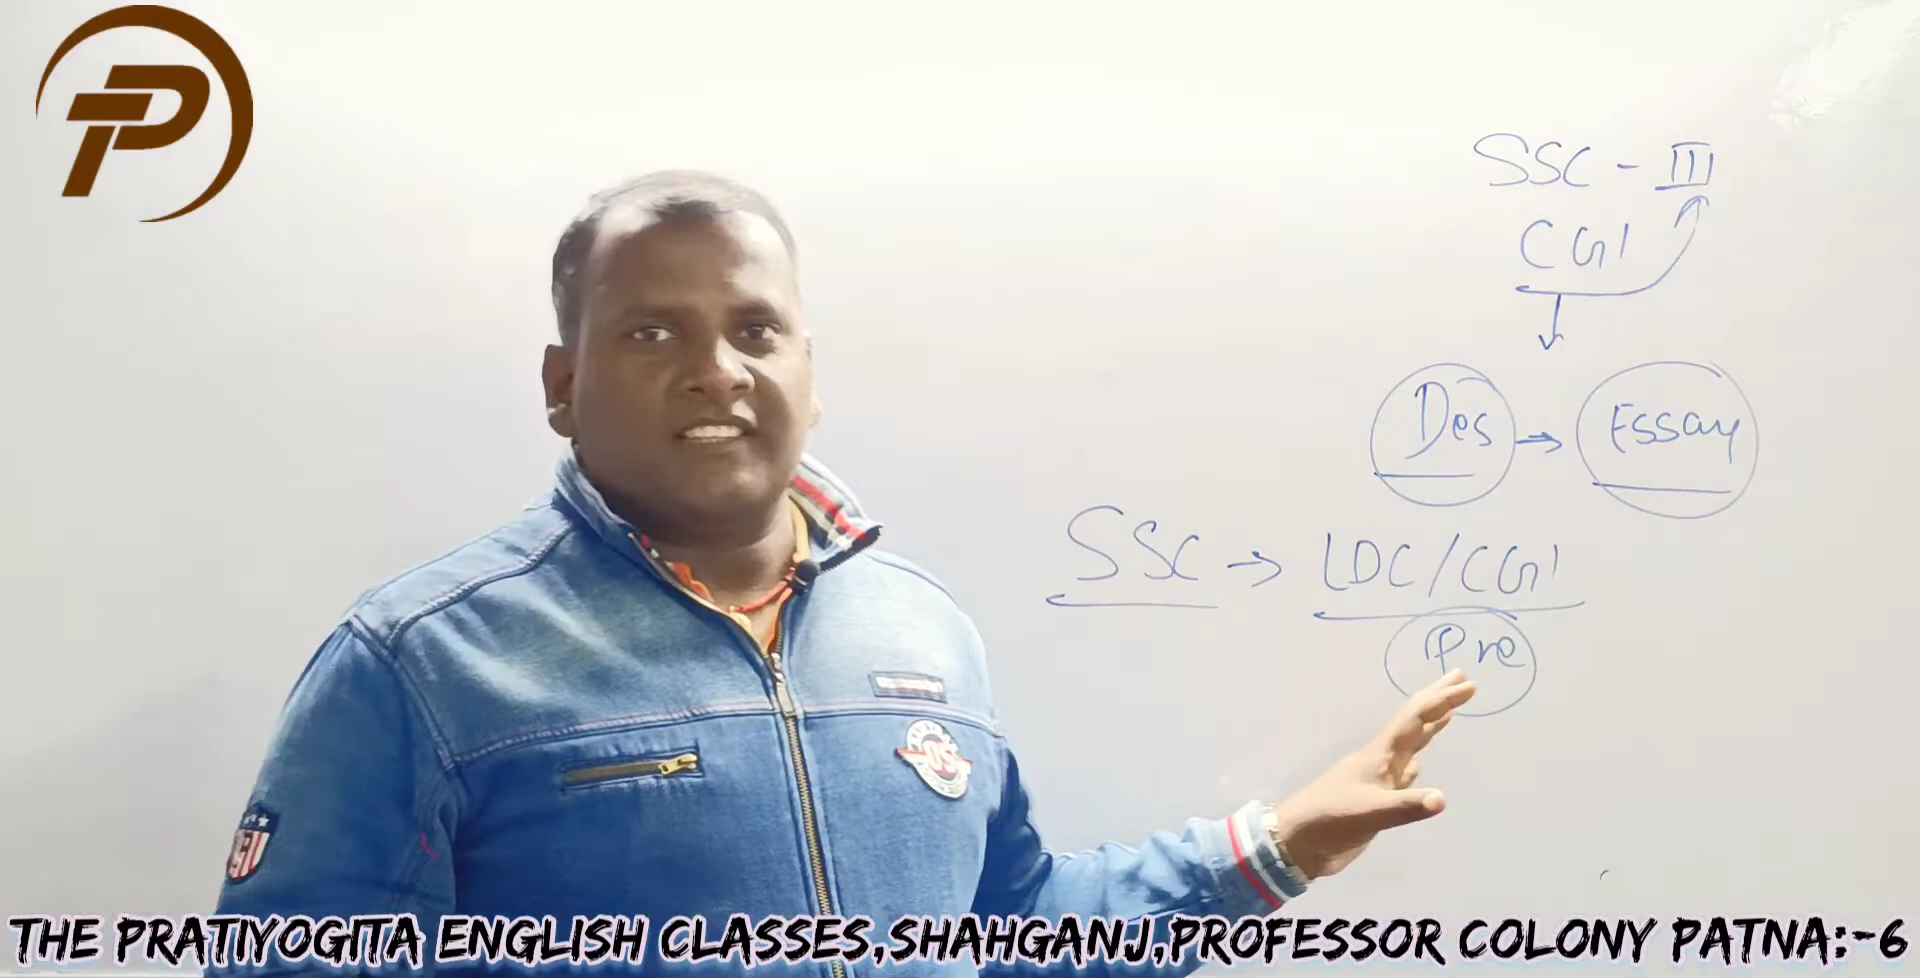 SSC - III
CGl
Des → Essay
SSC → LDC/CGl
Pre
THE PRATIYOGITA ENGLISH CLASSES,SHAHGANJ,PROFESSOR COLONY PATNA:-6